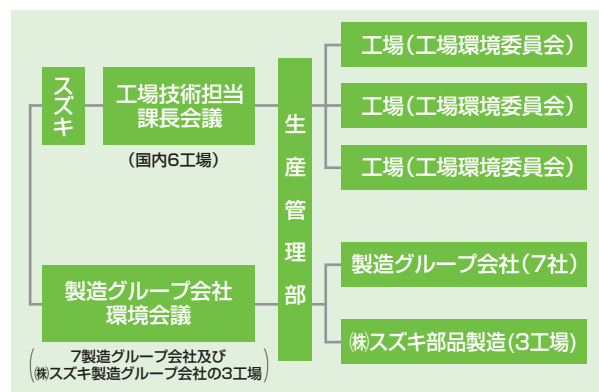 スズキ
工場技術担当
課長会議
(国内6工場)
製造グループ会社
環境会議
7製造グループ会社及び
㈱スズキ製造グループ会社の3工場
生産管理部
工場(工場環境委員会)
工場(工場環境委員会)
工場(工場環境委員会)
製造グループ会社(7社)
㈱スズキ部品製造(3工場)